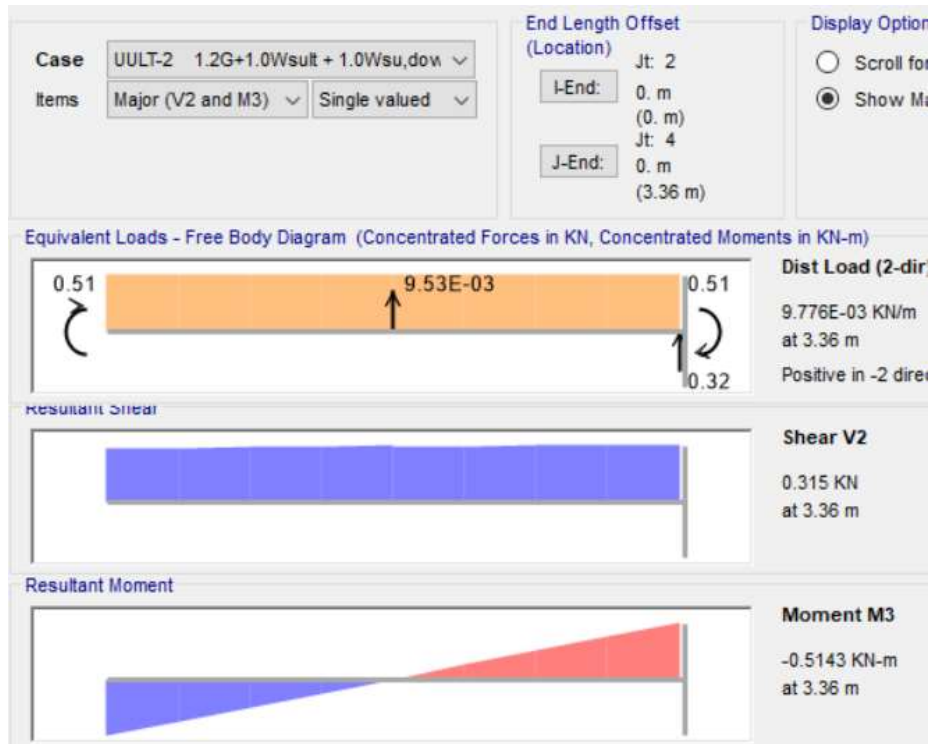 End Length Offset
(Location)
Display Option
Case
UULT-2 1.2G+1.0Wsult + 1.0Wsu,dow
Items
Major (V2 and M3)
Single valued
Jt: 2
I-End:
0. m
(0. m)
Jt: 4
J-End:
0. m
(3.36 m)
Scroll for
Show Ma
Equivalent Loads - Free Body Diagram (Concentrated Forces in KN, Concentrated Moments in KN-m)
0.51
9.53E-03
0.51
0.32
Dist Load (2-dir)
9.776E-03 KN/m
at 3.36 m
Positive in -2 direc
Resultant Shear
Shear V2
0.315 KN
at 3.36 m
Resultant Moment
Moment M3
-0.5143 KN-m
at 3.36 m